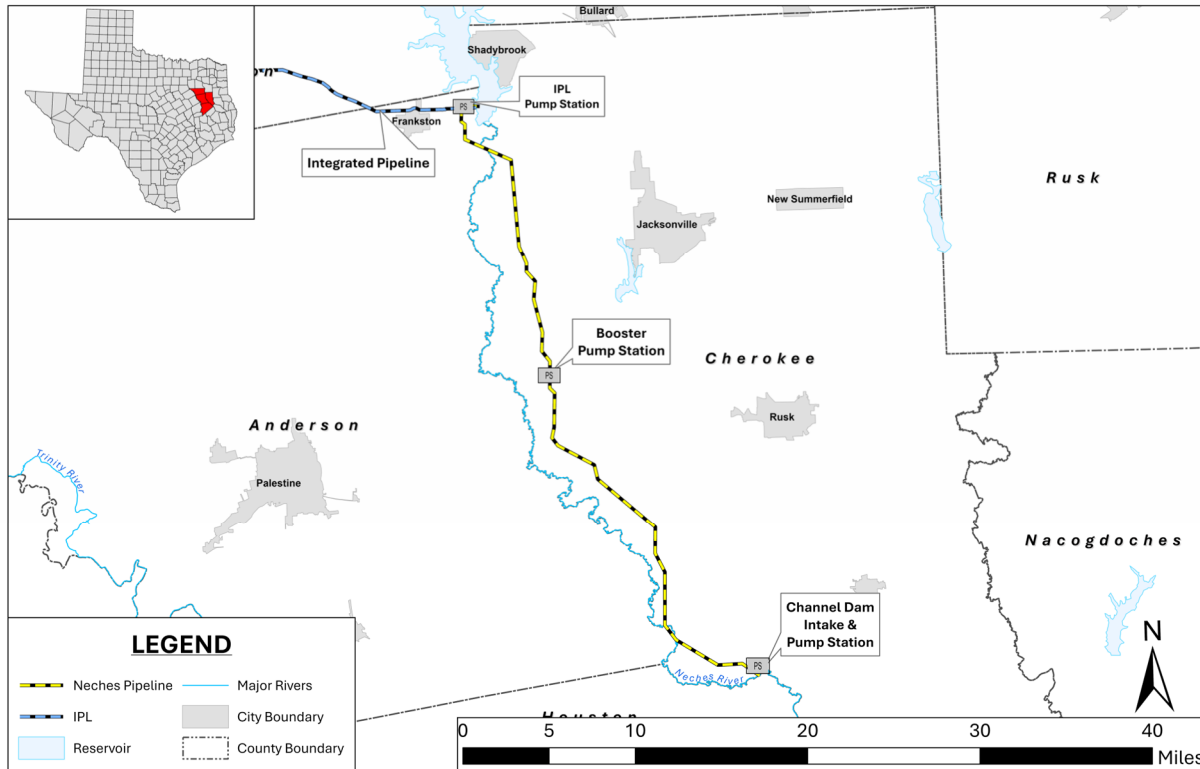 Bullard
Shadybrook
on
IPL
Pump Station
Frankston
PS
Integrated Pipeline
Rusk
New Summerfield
Jacksonville
Booster
Pump Station
Cherokee
PS
Rusk
Anderson
Trinity River
Palestine
Nacogdoches
Channel Dam
Intake &
Pump Station
PS
Neches River
Houston
N
LEGEND
Neches Pipeline
Major Rivers
IPL
City Boundary
Reservoir
County Boundary
0 5 10 20 30 40
Miles